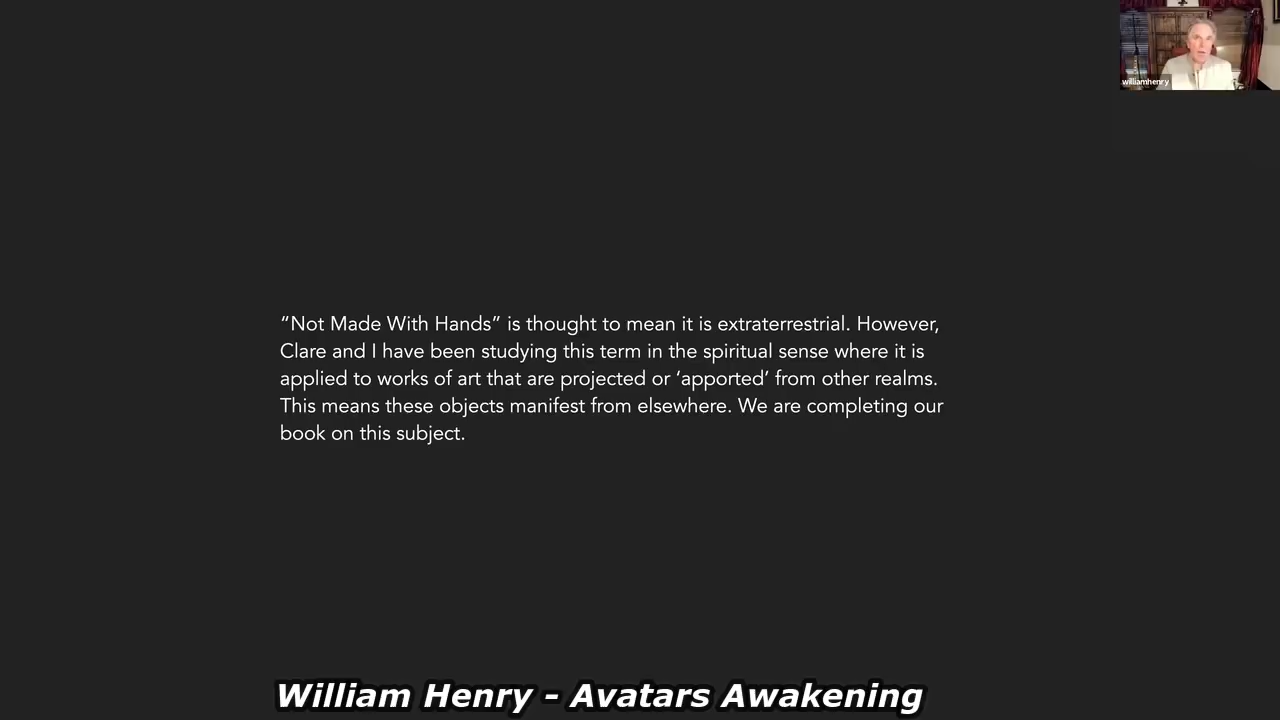 williamhenry
“Not Made With Hands” is thought to mean it is extraterrestrial. However,
Clare and I have been studying this term in the spiritual sense where it is
applied to works of art that are projected or ‘apported’ from other realms.
This means these objects manifest from elsewhere. We are completing our
book on this subject.
William Henry - Avatars Awakening